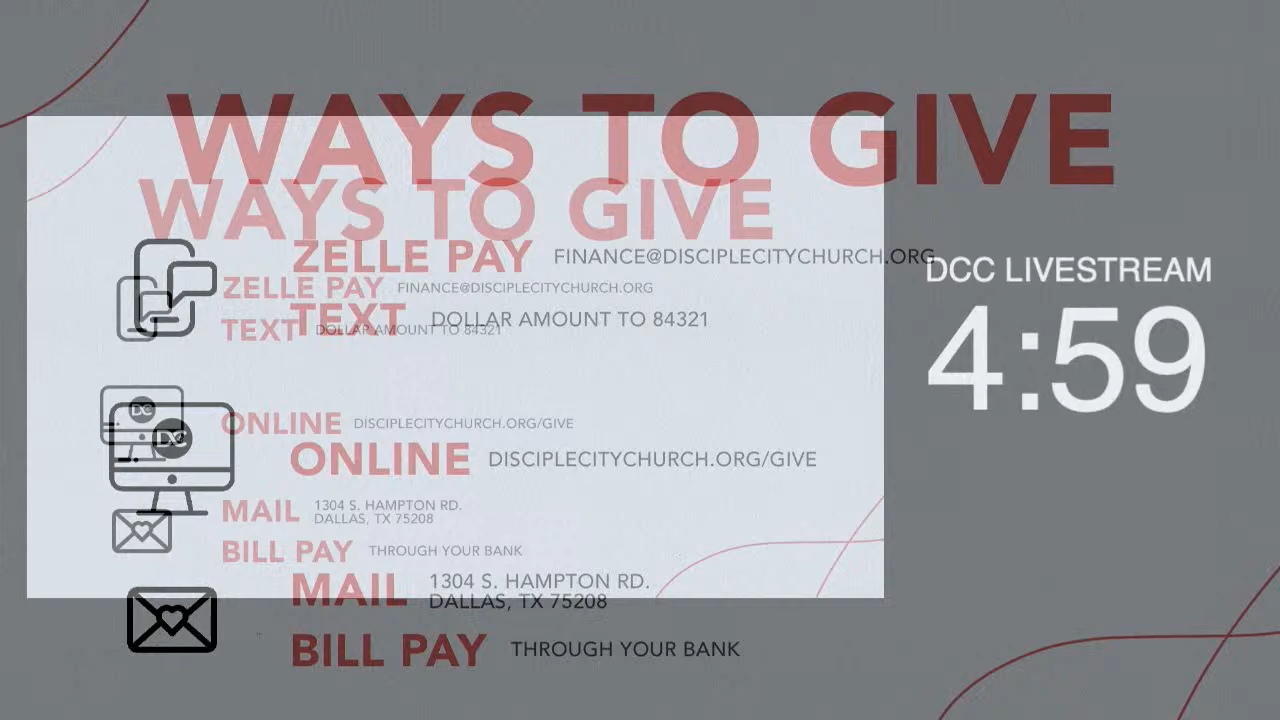 WAYS TO GIVE
WAYS TO GIVE
ZELLE PAY FINANCE@DISCIPLECITYCHURCH.ORG
DCC LIVESTREAM
4:59
ZELLE PAY FINANCE@DISCIPLECITYCHURCH.ORG
TEXT DOLLAR AMOUNT TO 84321
TEXT DOLLAR AMOUNT TO 84321
DC
ONLINE DISCIPLECITYCHURCH.ORG/GIVE
DC
ONLINE DISCIPLECITYCHURCH.ORG/GIVE
MAIL 1304 S. HAMPTON RD.
DALLAS, TX 75208
BILL PAY THROUGH YOUR BANK
MAIL 1304 S. HAMPTON RD.
DALLAS, TX 75208
BILL PAY THROUGH YOUR BANK